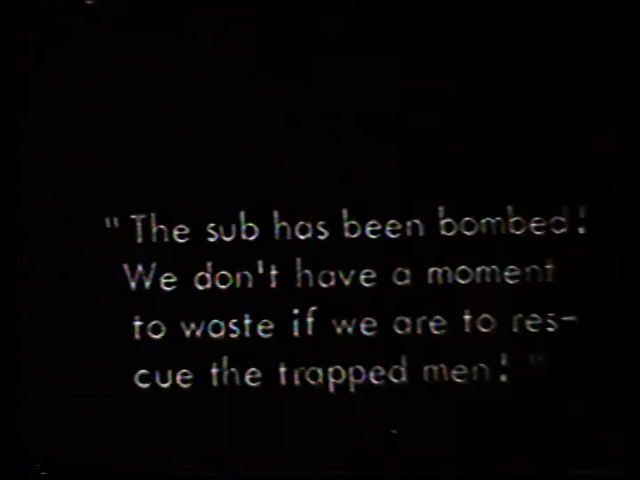 "The sub has been bombed!
We don't have a moment
to waste if we are to res-
cue the trapped men!"